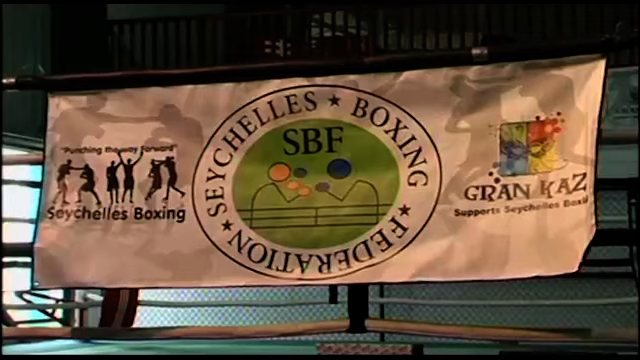 "Punching the way Forward"
Seychelles Boxing
SEYCHELLES ★ BOXING ★ FEDERATION ★
SBF
GRAN KAZ
Supports Seychelles Boxi